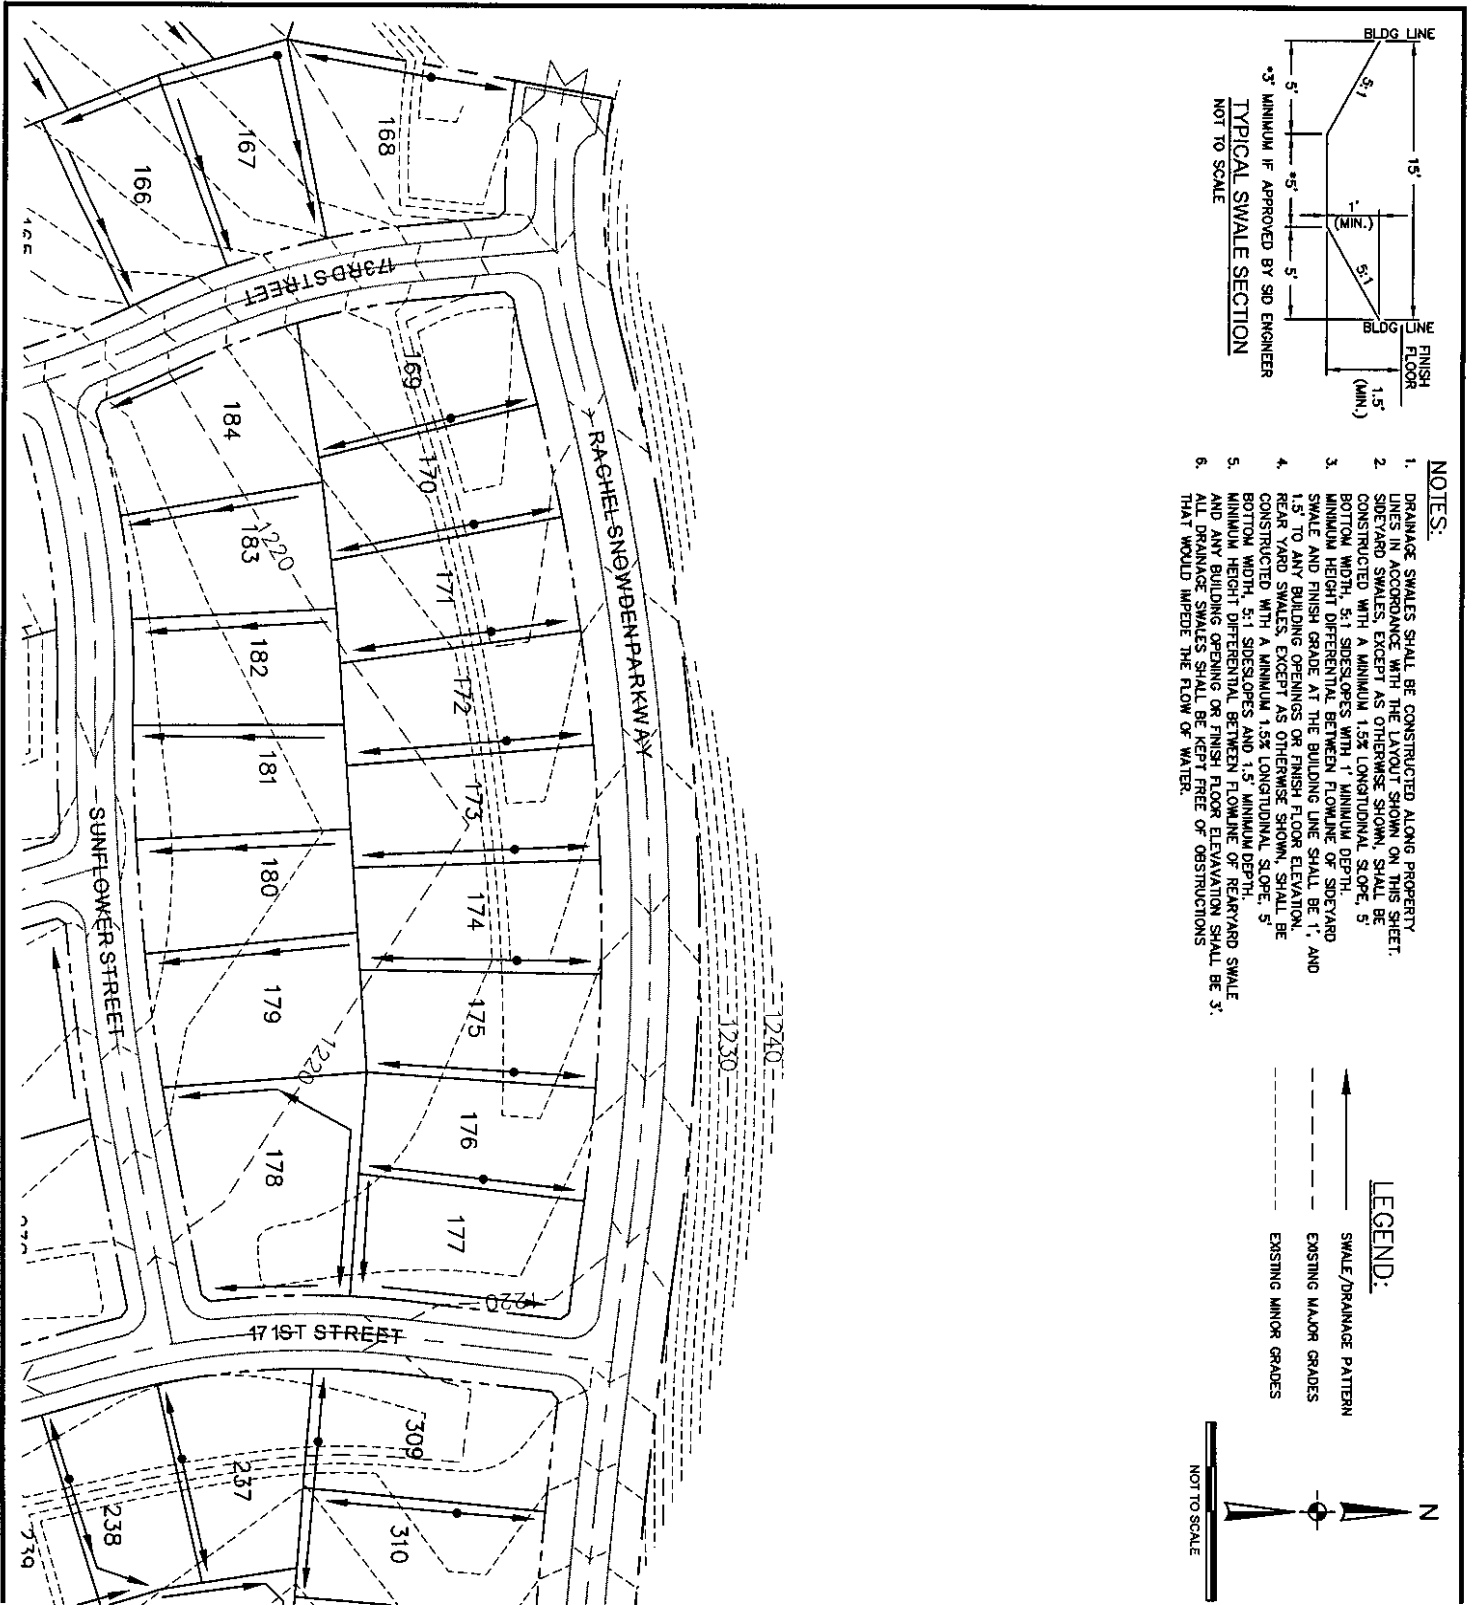 BLDG LINE
15'
BLDG LINE
FINISH
FLOOR
5:1
1'
(MIN.)
5:1
1.5'
(MIN.)
5'
*5'
5'
*3' MINIMUM IF APPROVED BY SID ENGINEER
TYPICAL SWALE SECTION
NOT TO SCALE
NOTES:
1. DRAINAGE SWALES SHALL BE CONSTRUCTED ALONG PROPERTY
LINES IN ACCORDANCE WITH THE LAYOUT SHOWN ON THIS SHEET.
2. SIDEYARD SWALES, EXCEPT AS OTHERWISE SHOWN, SHALL BE
CONSTRUCTED WITH A MINIMUM 1.5% LONGITUDINAL SLOPE, 5'
BOTTOM WIDTH, 5:1 SIDESLOPES WITH 1' MINIMUM DEPTH.
3. MINIMUM HEIGHT DIFFERENTIAL BETWEEN FLOWLINE OF SIDEYARD
SWALE AND FINISH GRADE AT THE BUILDING LINE SHALL BE 1', AND
1.5' TO ANY BUILDING OPENINGS OR FINISH FLOOR ELEVATION.
4. REAR YARD SWALES, EXCEPT AS OTHERWISE SHOWN, SHALL BE
CONSTRUCTED WITH A MINIMUM 1.5% LONGITUDINAL SLOPE, 5'
BOTTOM WIDTH, 5:1 SIDESLOPES AND 1.5' MINIMUM DEPTH.
5. MINIMUM HEIGHT DIFFERENTIAL BETWEEN FLOWLINE OF REARYARD SWALE
AND ANY BUILDING OPENING OR FINISH FLOOR ELEVAVATION SHALL BE 3'.
6. ALL DRAINAGE SWALES SHALL BE KEPT FREE OF OBSTRUCTIONS
THAT WOULD IMPEDE THE FLOW OF WATER.
LEGEND:
SWALE/DRAINAGE PATTERN
EXISTING MAJOR GRADES
EXISTING MINOR GRADES
N
NOT TO SCALE
1240
1230
RACHEL SNOWDEN PARKWAY
168
167
166
165
173RD STREET
169
170
171
172
173
174
175
176
177
1220
184
183
1220
182
181
180
179
1220
178
SUNFLOWER STREET
171ST STREET
309
310
237
238
239